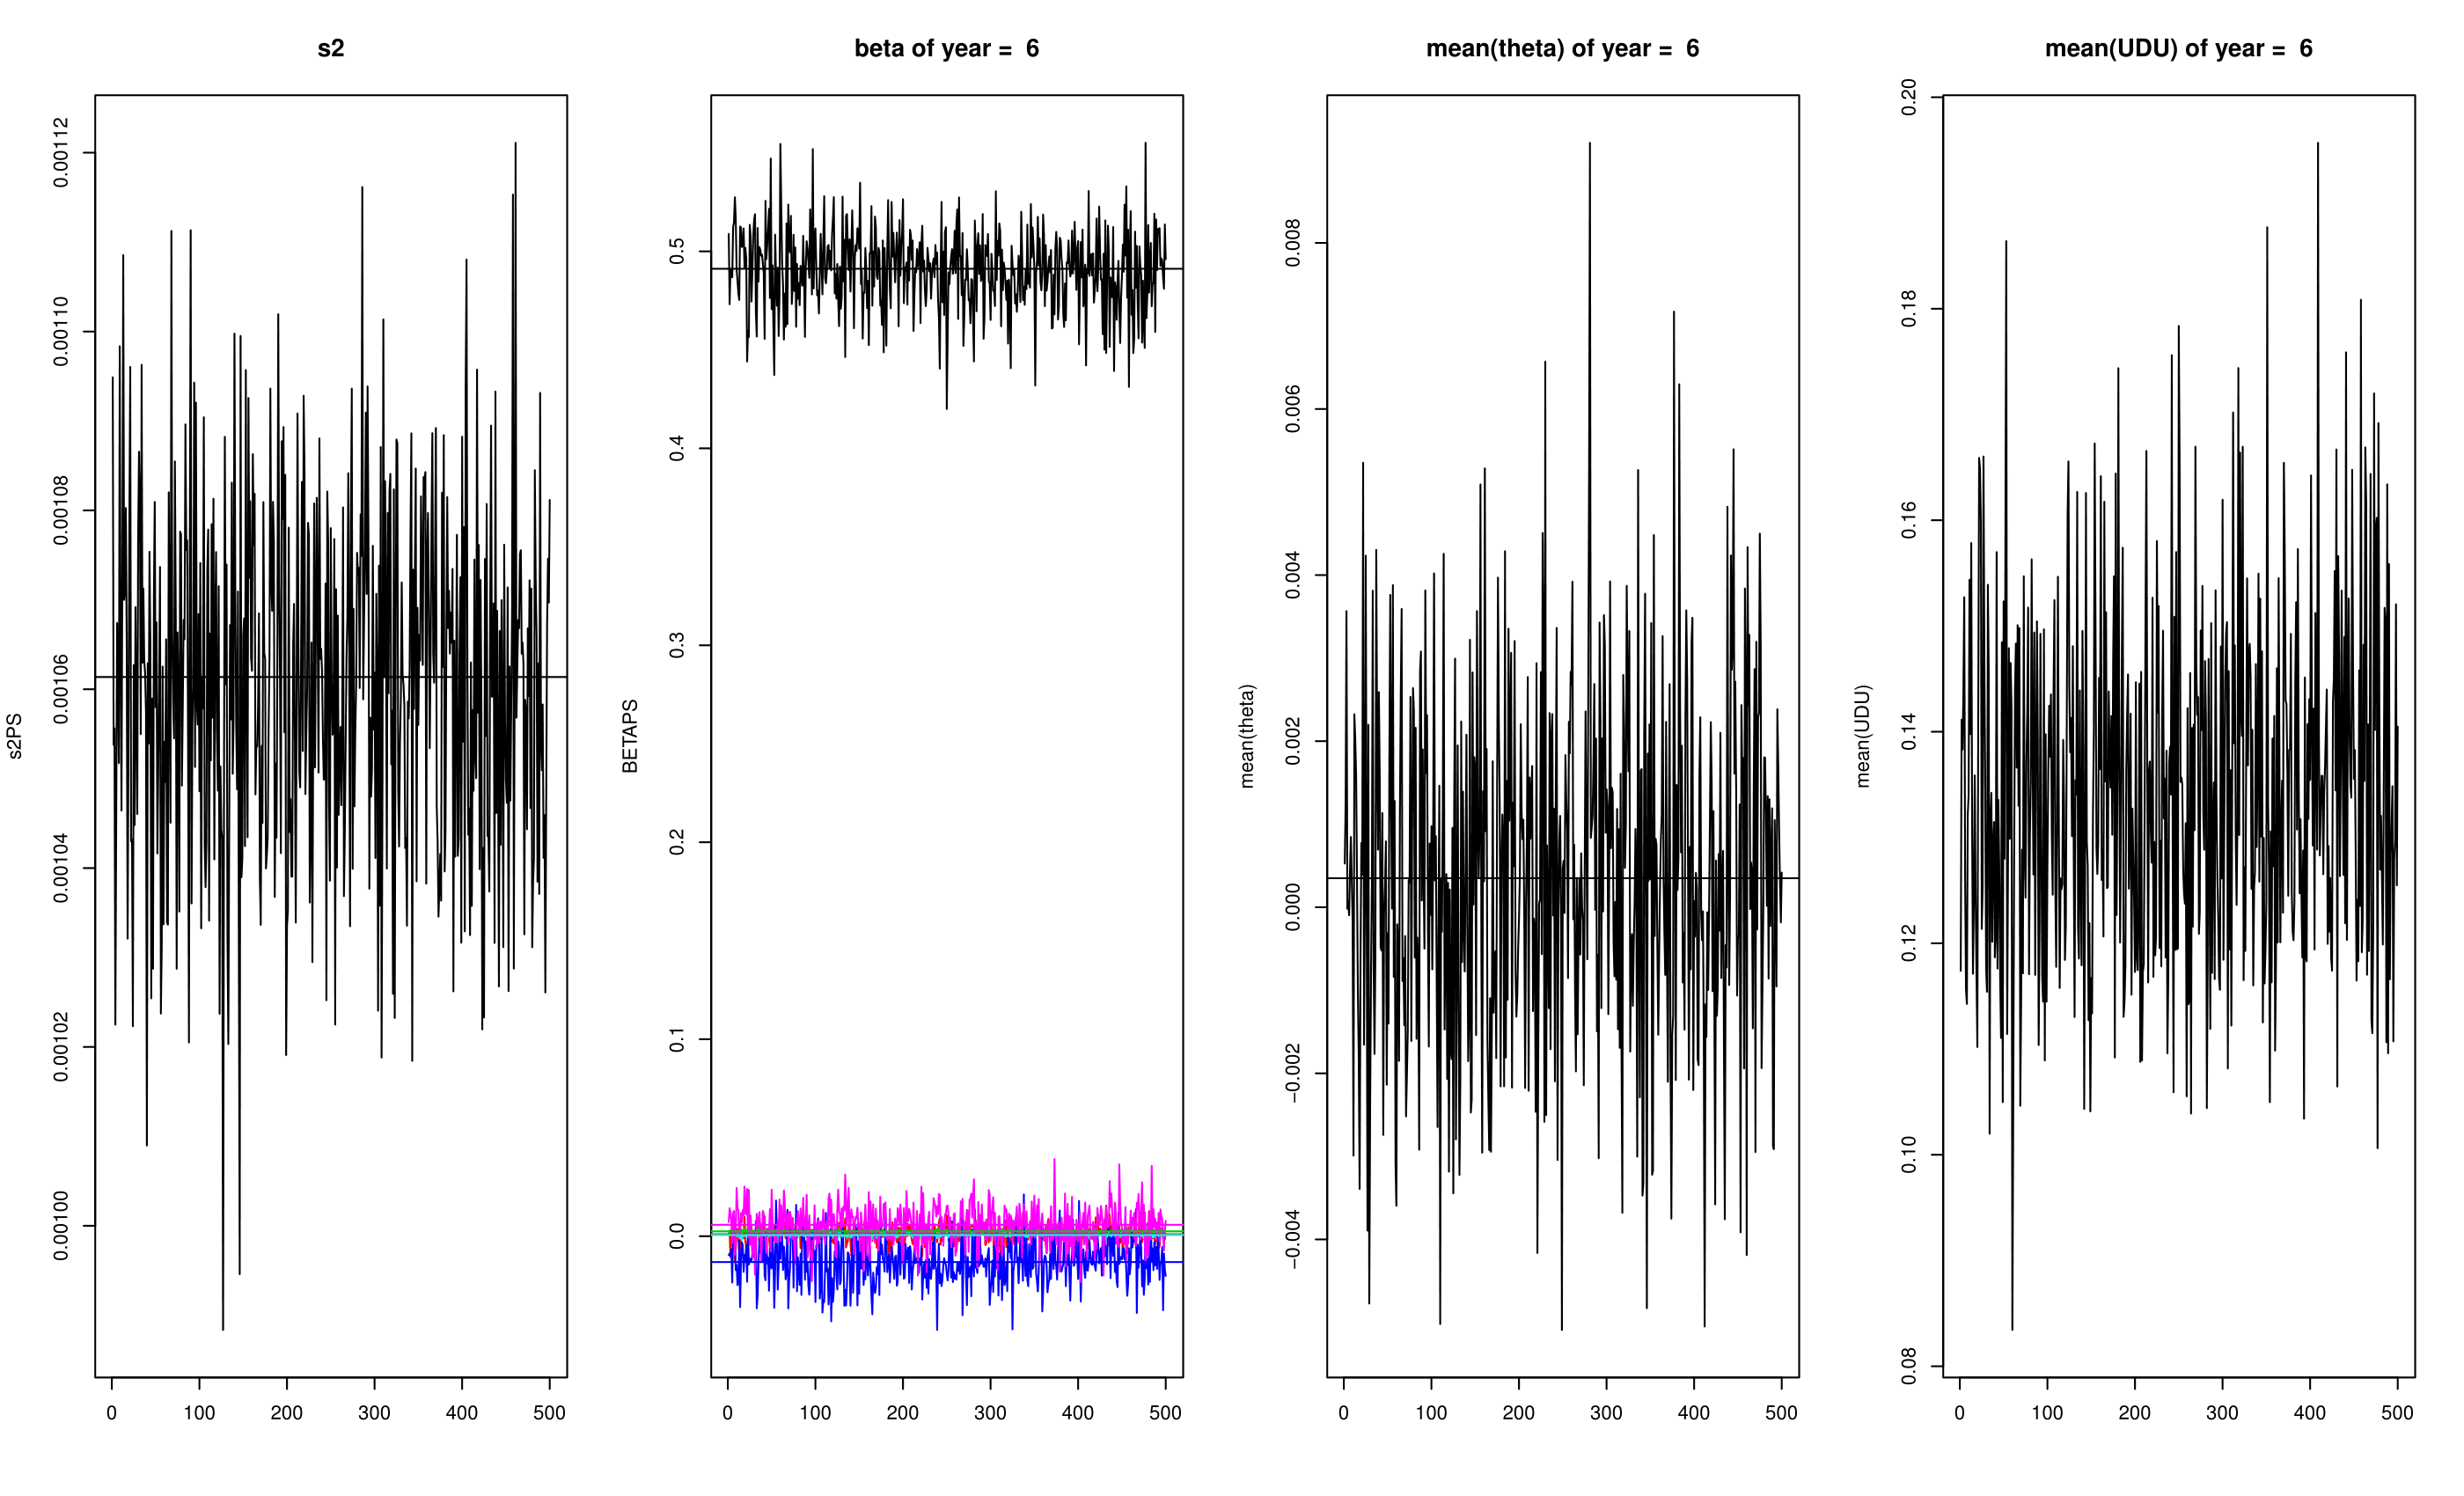 s2
s2PS
0.00112
0.00110
0.00108
0.00106
0.00104
0.00102
0.00100
0 100 200 300 400 500
beta of year = 6
BETAPS
0.5
0.4
0.3
0.2
0.1
0.0
0 100 200 300 400 500
mean(theta) of year = 6
mean(theta)
0.008
0.006
0.004
0.002
0.000
−0.002
−0.004
0 100 200 300 400 500
mean(UDU) of year = 6
mean(UDU)
0.20
0.18
0.16
0.14
0.12
0.10
0.08
0 100 200 300 400 500